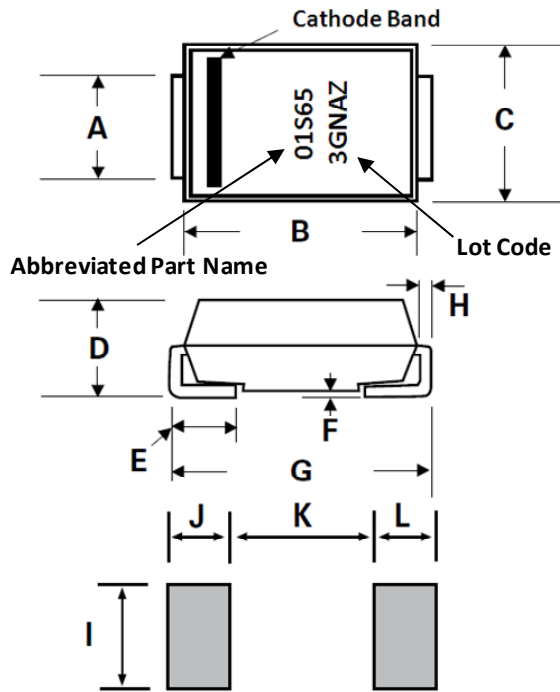 Cathode Band
A
01S65
3GNAZ
C
B
Abbreviated Part Name
Lot Code
H
D
F
E
G
J
K
L
I